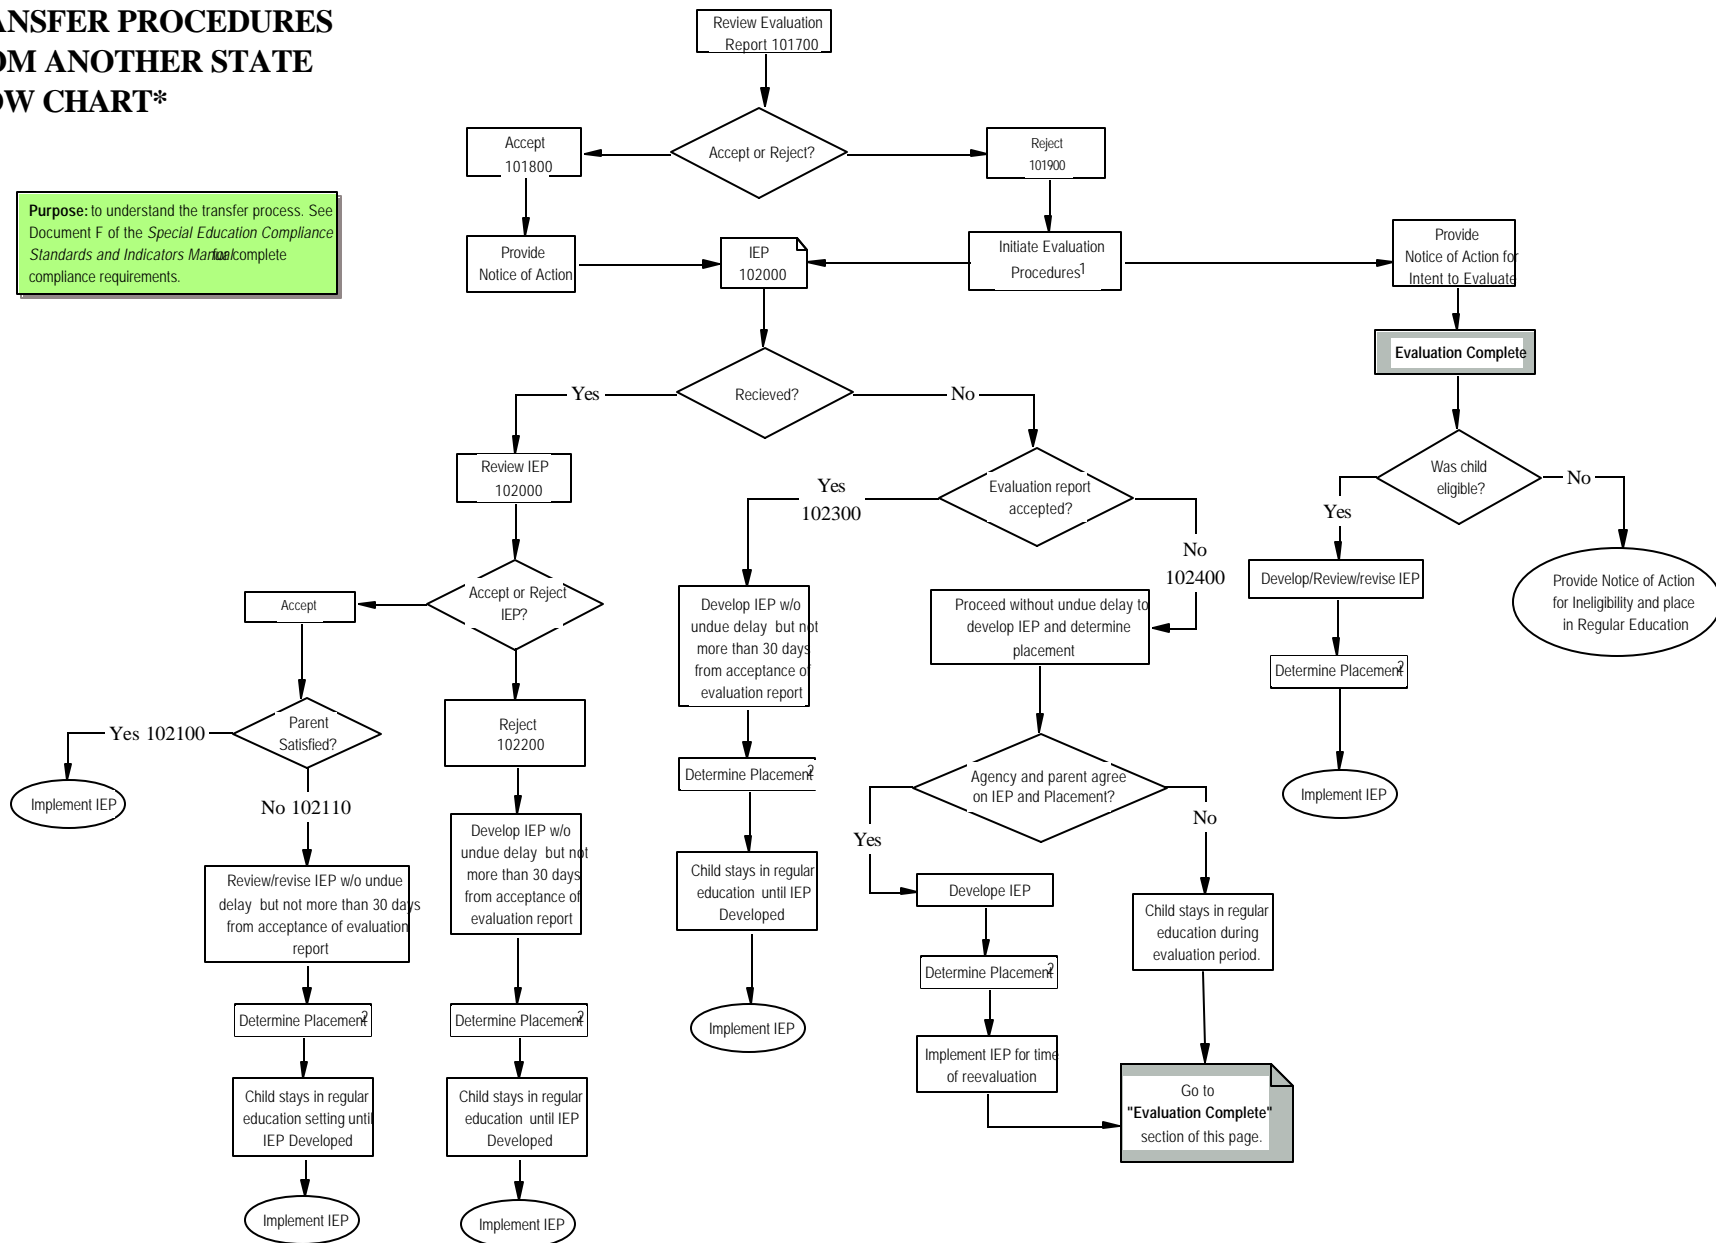 ANSFER PROCEDURES
OM ANOTHER STATE
OW CHART*
Purpose: to understand the transfer process. See
Document F of the Special Education Compliance
Standards and Indicators Manual for complete
compliance requirements.
Review Evaluation
Report 101700
Accept or Reject?
Accept
101800
Reject
101900
Provide
Notice of Action
IEP
102000
Initiate Evaluation
Procedures1
Provide
Notice of Action for
Intent to Evaluate
Evaluation Complete
Recieved?
Yes
No
Review IEP
102000
Evaluation report
accepted?
Yes
102300
No
102400
Was child
eligible?
Yes
No
Develop/Review/revise IEP
Provide Notice of Action
for Ineligibility and place
in Regular Education
Determine Placement2
Implement IEP
Accept or Reject
IEP?
Accept
Parent
Satisfied?
Yes 102100
Implement IEP
No 102110
Reject
102200
Develop IEP w/o
undue delay but not
more than 30 days
from acceptance of
evaluation report
Determine Placement2
Child stays in regular
education until IEP
Developed
Implement IEP
Proceed without undue delay to
develop IEP and determine
placement
Agency and parent agree
on IEP and Placement?
Yes
No
Develope IEP
Determine Placement2
Implement IEP for time
of reevaluation
Child stays in regular
education during
evaluation period.
Go to
"Evaluation Complete"
section of this page.
Review/revise IEP w/o undue
delay but not more than 30 days
from acceptance of evaluation
report
Determine Placement2
Child stays in regular
education setting until
IEP Developed
Implement IEP
Develop IEP w/o
undue delay but not
more than 30 days
from acceptance of
evaluation report
Determine Placement2
Child stays in regular
education until IEP
Developed
Implement IEP